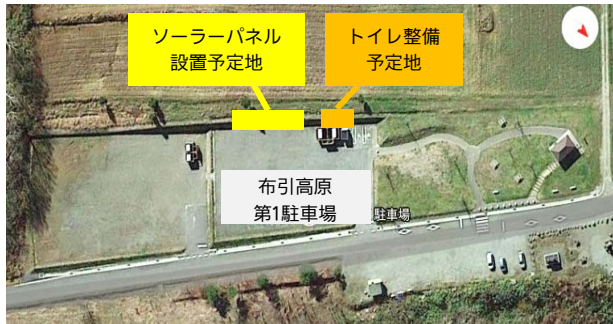 ソーラーパネル
設置予定地
トイレ整備
予定地
布引高原
第1駐車場
駐車場